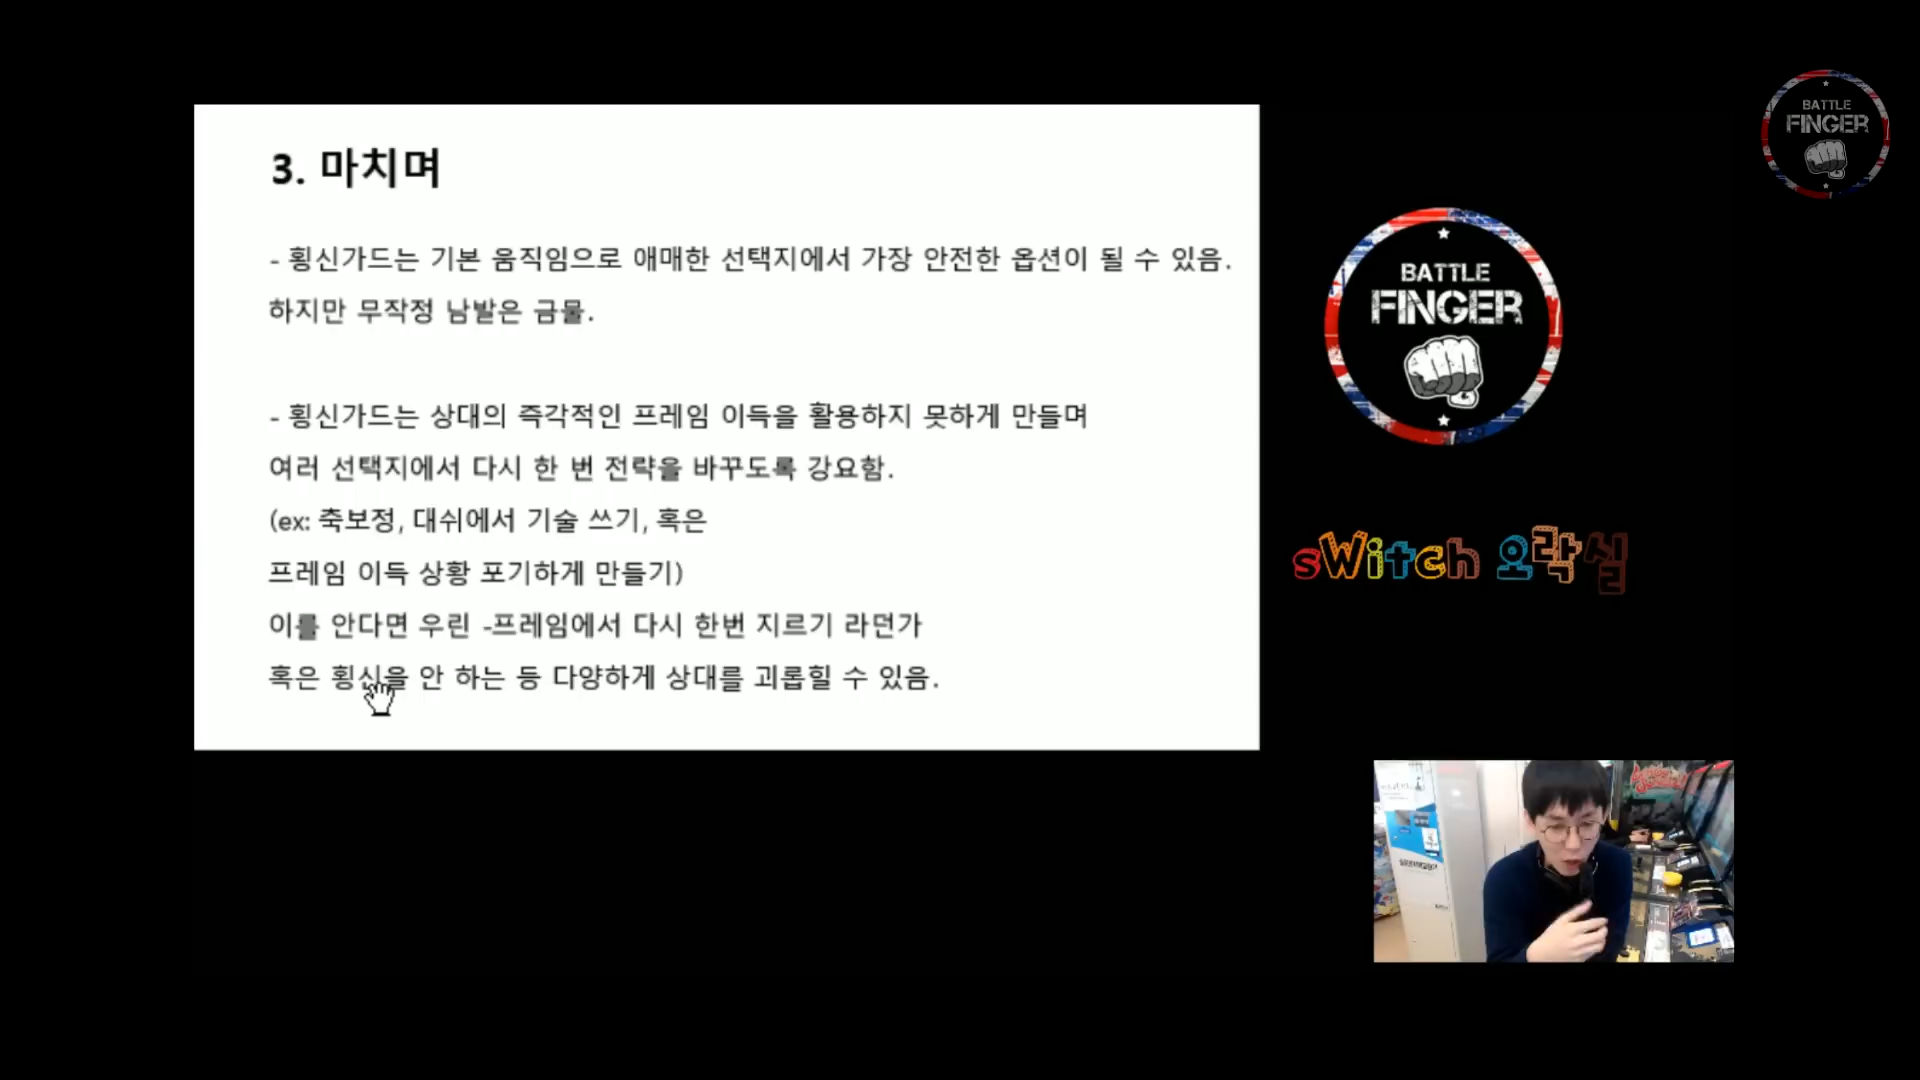 3. 마치며
- 횡신가드는 기본 움직임으로 애매한 선택지에서 가장 안전한 옵션이 될 수 있음.
하지만 무작정 남발은 금물.
- 횡신가드는 상대의 즉각적인 프레임 이득을 활용하지 못하게 만들며
여러 선택지에서 다시 한 번 전략을 바꾸도록 강요함.
(ex: 축보정, 대쉬에서 기술 쓰기, 혹은
프레임 이득 상황 포기하게 만들기)
이를 안다면 우린 -프레임에서 다시 한번 지르기 라던가
혹은 횡신을 안 하는 등 다양하게 상대를 괴롭힐 수 있음.
BATTLE
FINGER
sWitch 오락실
BATTLE
FINGER